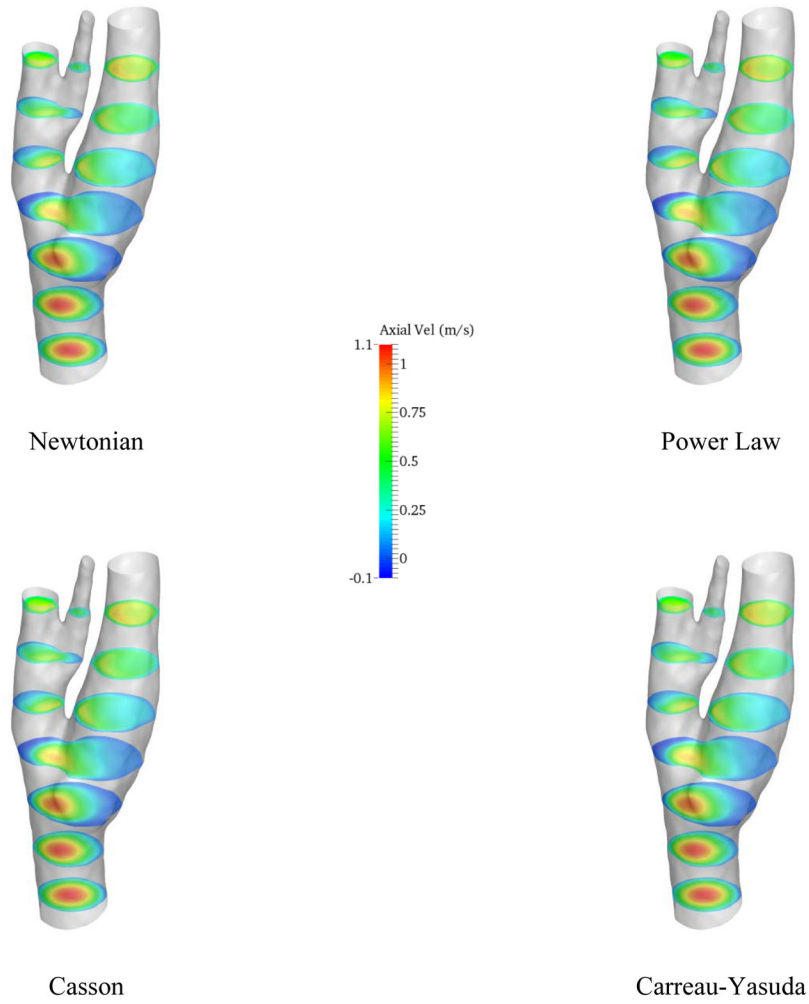 Axial Vel (m/s)
1.1
1
0.75
0.5
0.25
0
-0.1
Newtonian
Power Law
Casson
Carreau-Yasuda